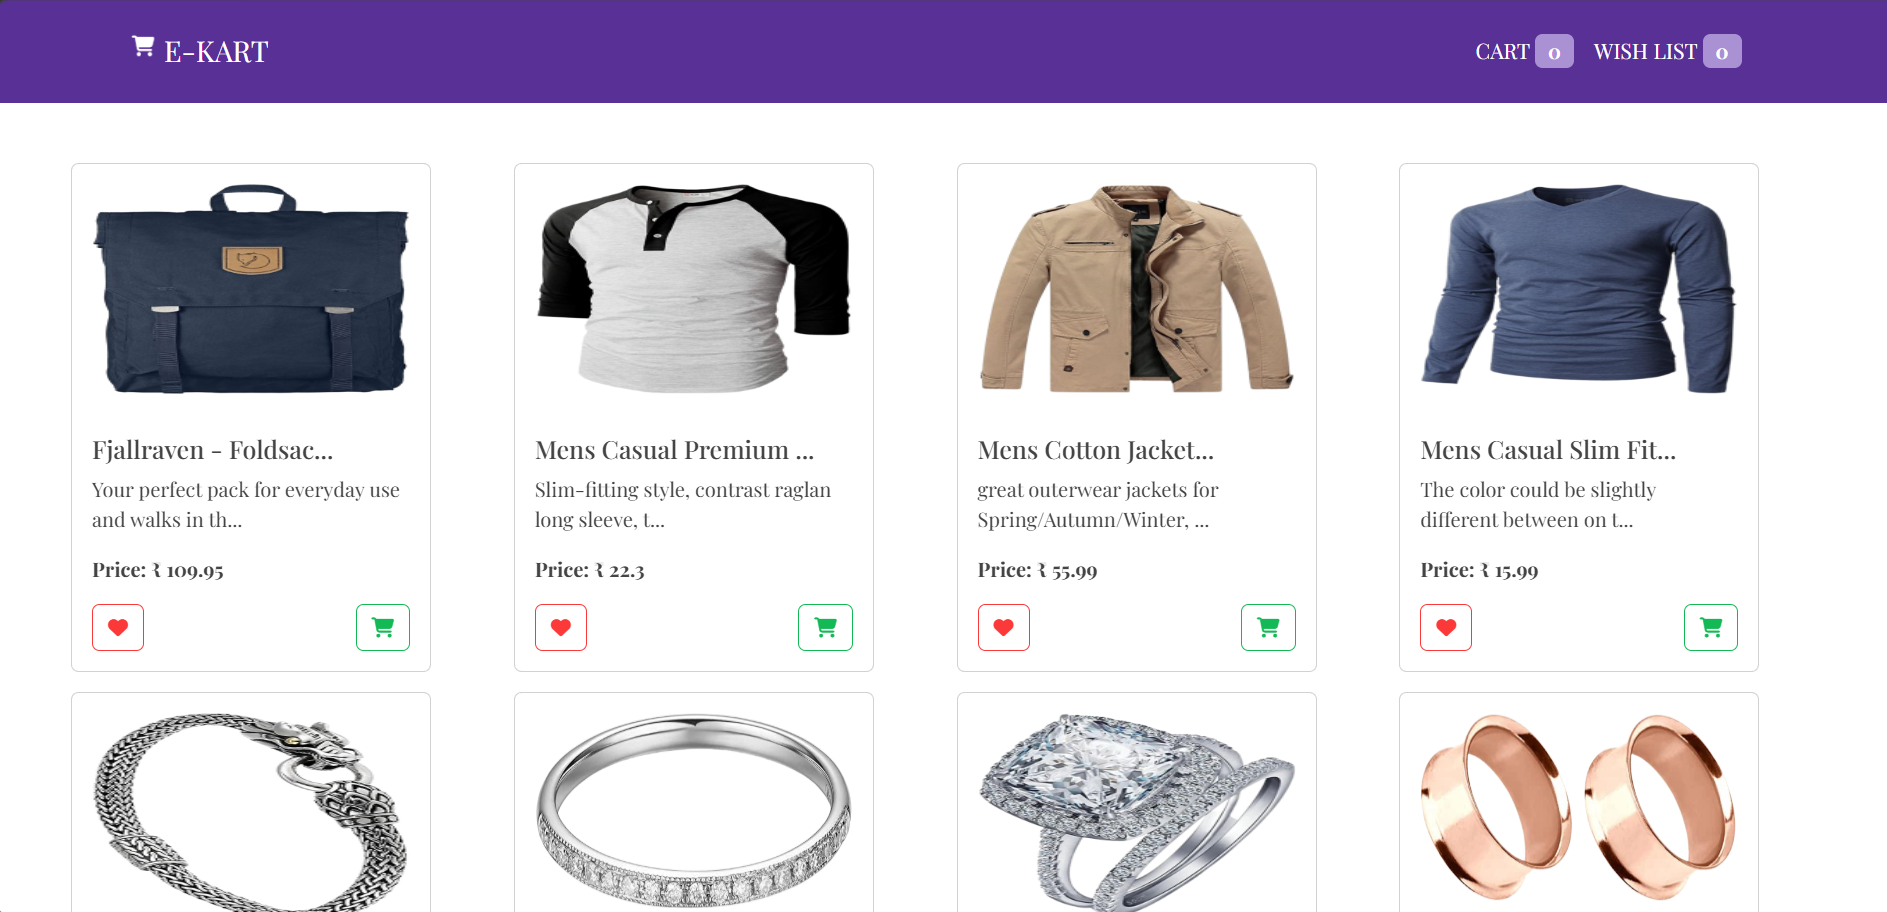 E-KART
CART 0 WISH LIST 0
Fjallraven - Foldsac...
Your perfect pack for everyday use
and walks in th...
Price: ₹ 109.95
Mens Casual Premium ...
Slim-fitting style, contrast raglan
long sleeve, t...
Price: ₹ 22.3
Mens Cotton Jacket...
great outerwear jackets for
Spring/Autumn/Winter, ...
Price: ₹ 55.99
Mens Casual Slim Fit...
The color could be slightly
different between on t...
Price: ₹ 15.99